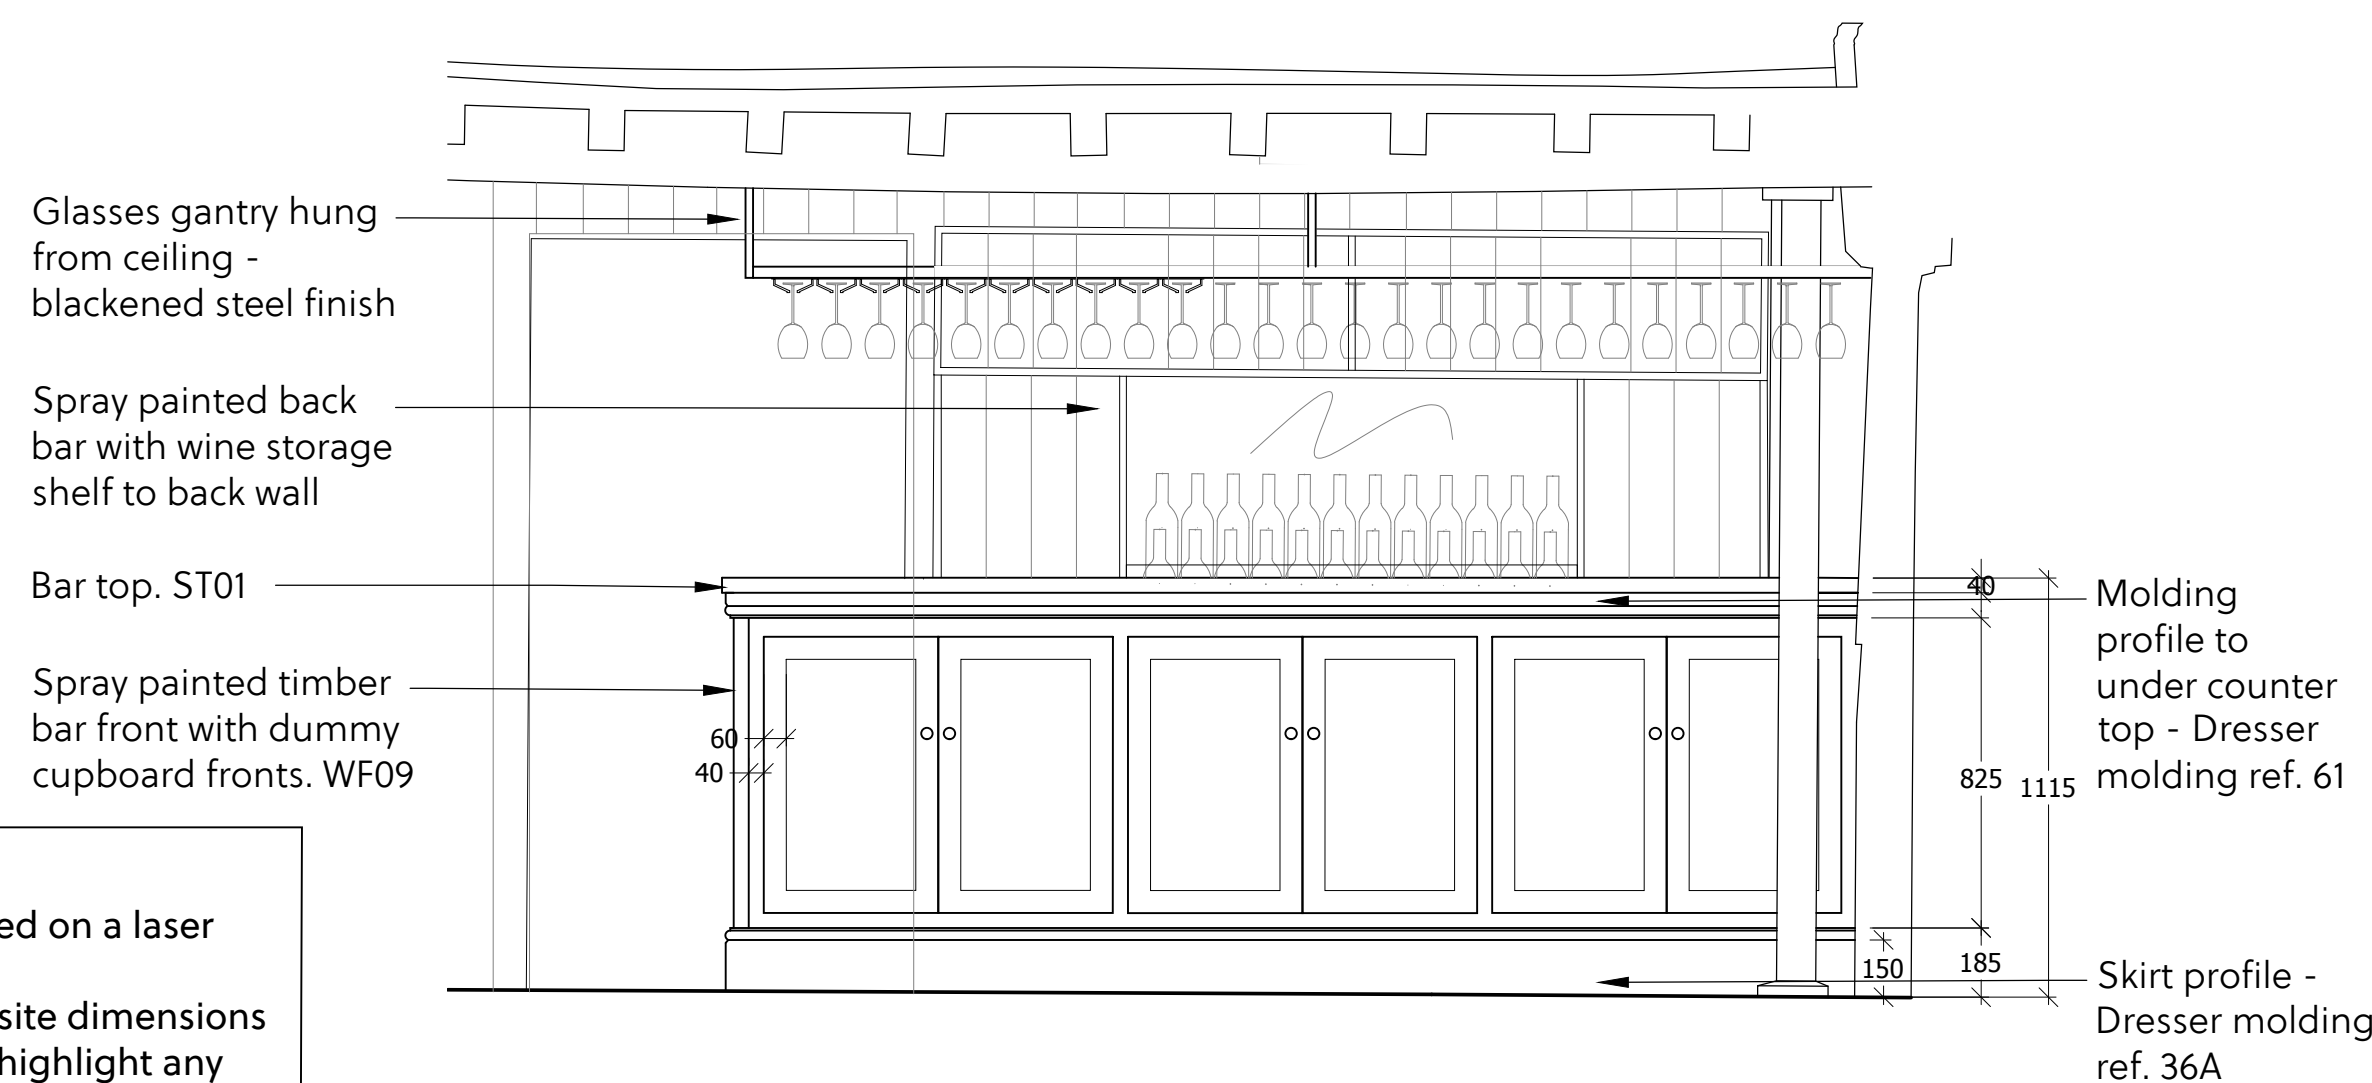 Glasses gantry hung
from ceiling -
blackened steel finish
Spray painted back
bar with wine storage
shelf to back wall
Bar top. ST01
Spray painted timber
bar front with dummy
cupboard fronts. WF09
60
40
ed on a laser
site dimensions
highlight any
40
825
1115
150
185
Molding
profile to
under counter
top - Dresser
molding ref. 61
Skirt profile -
Dresser molding
ref. 36A